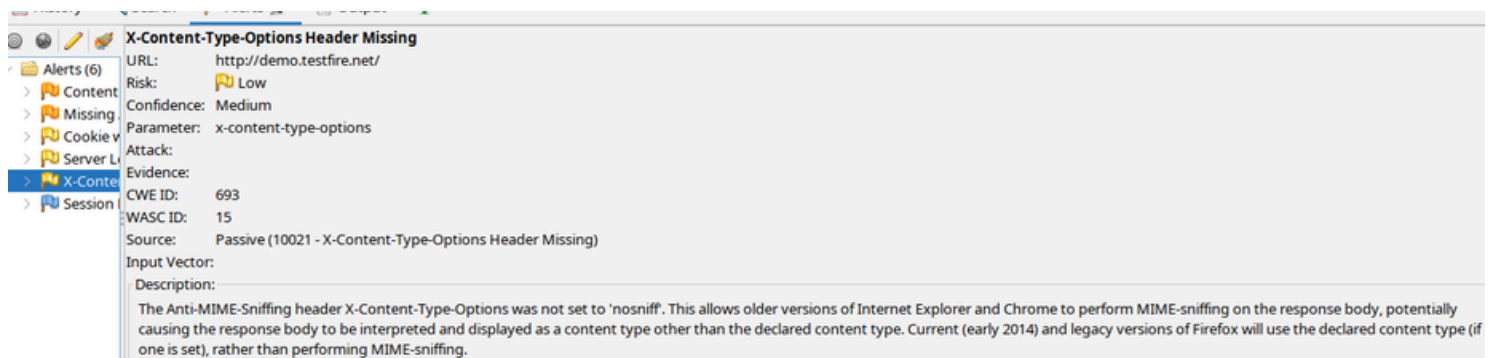 X-Content-Type-Options Header Missing
URL: http://demo.testfire.net/
Alerts (6)
Risk: Low
Content
Confidence: Medium
Missing
Parameter: x-content-type-options
Cookie
Attack:
Server
Evidence:
X-Conte
CWE ID: 693
Session
WASC ID: 15
Source: Passive (10021 - X-Content-Type-Options Header Missing)
Input Vector:
Description:
The Anti-MIME-Sniffing header X-Content-Type-Options was not set to 'nosniff'. This allows older versions of Internet Explorer and Chrome to perform MIME-sniffing on the response body, potentially
causing the response body to be interpreted and displayed as a content type other than the declared content type. Current (early 2014) and legacy versions of Firefox will use the declared content type (if
one is set), rather than performing MIME-sniffing.